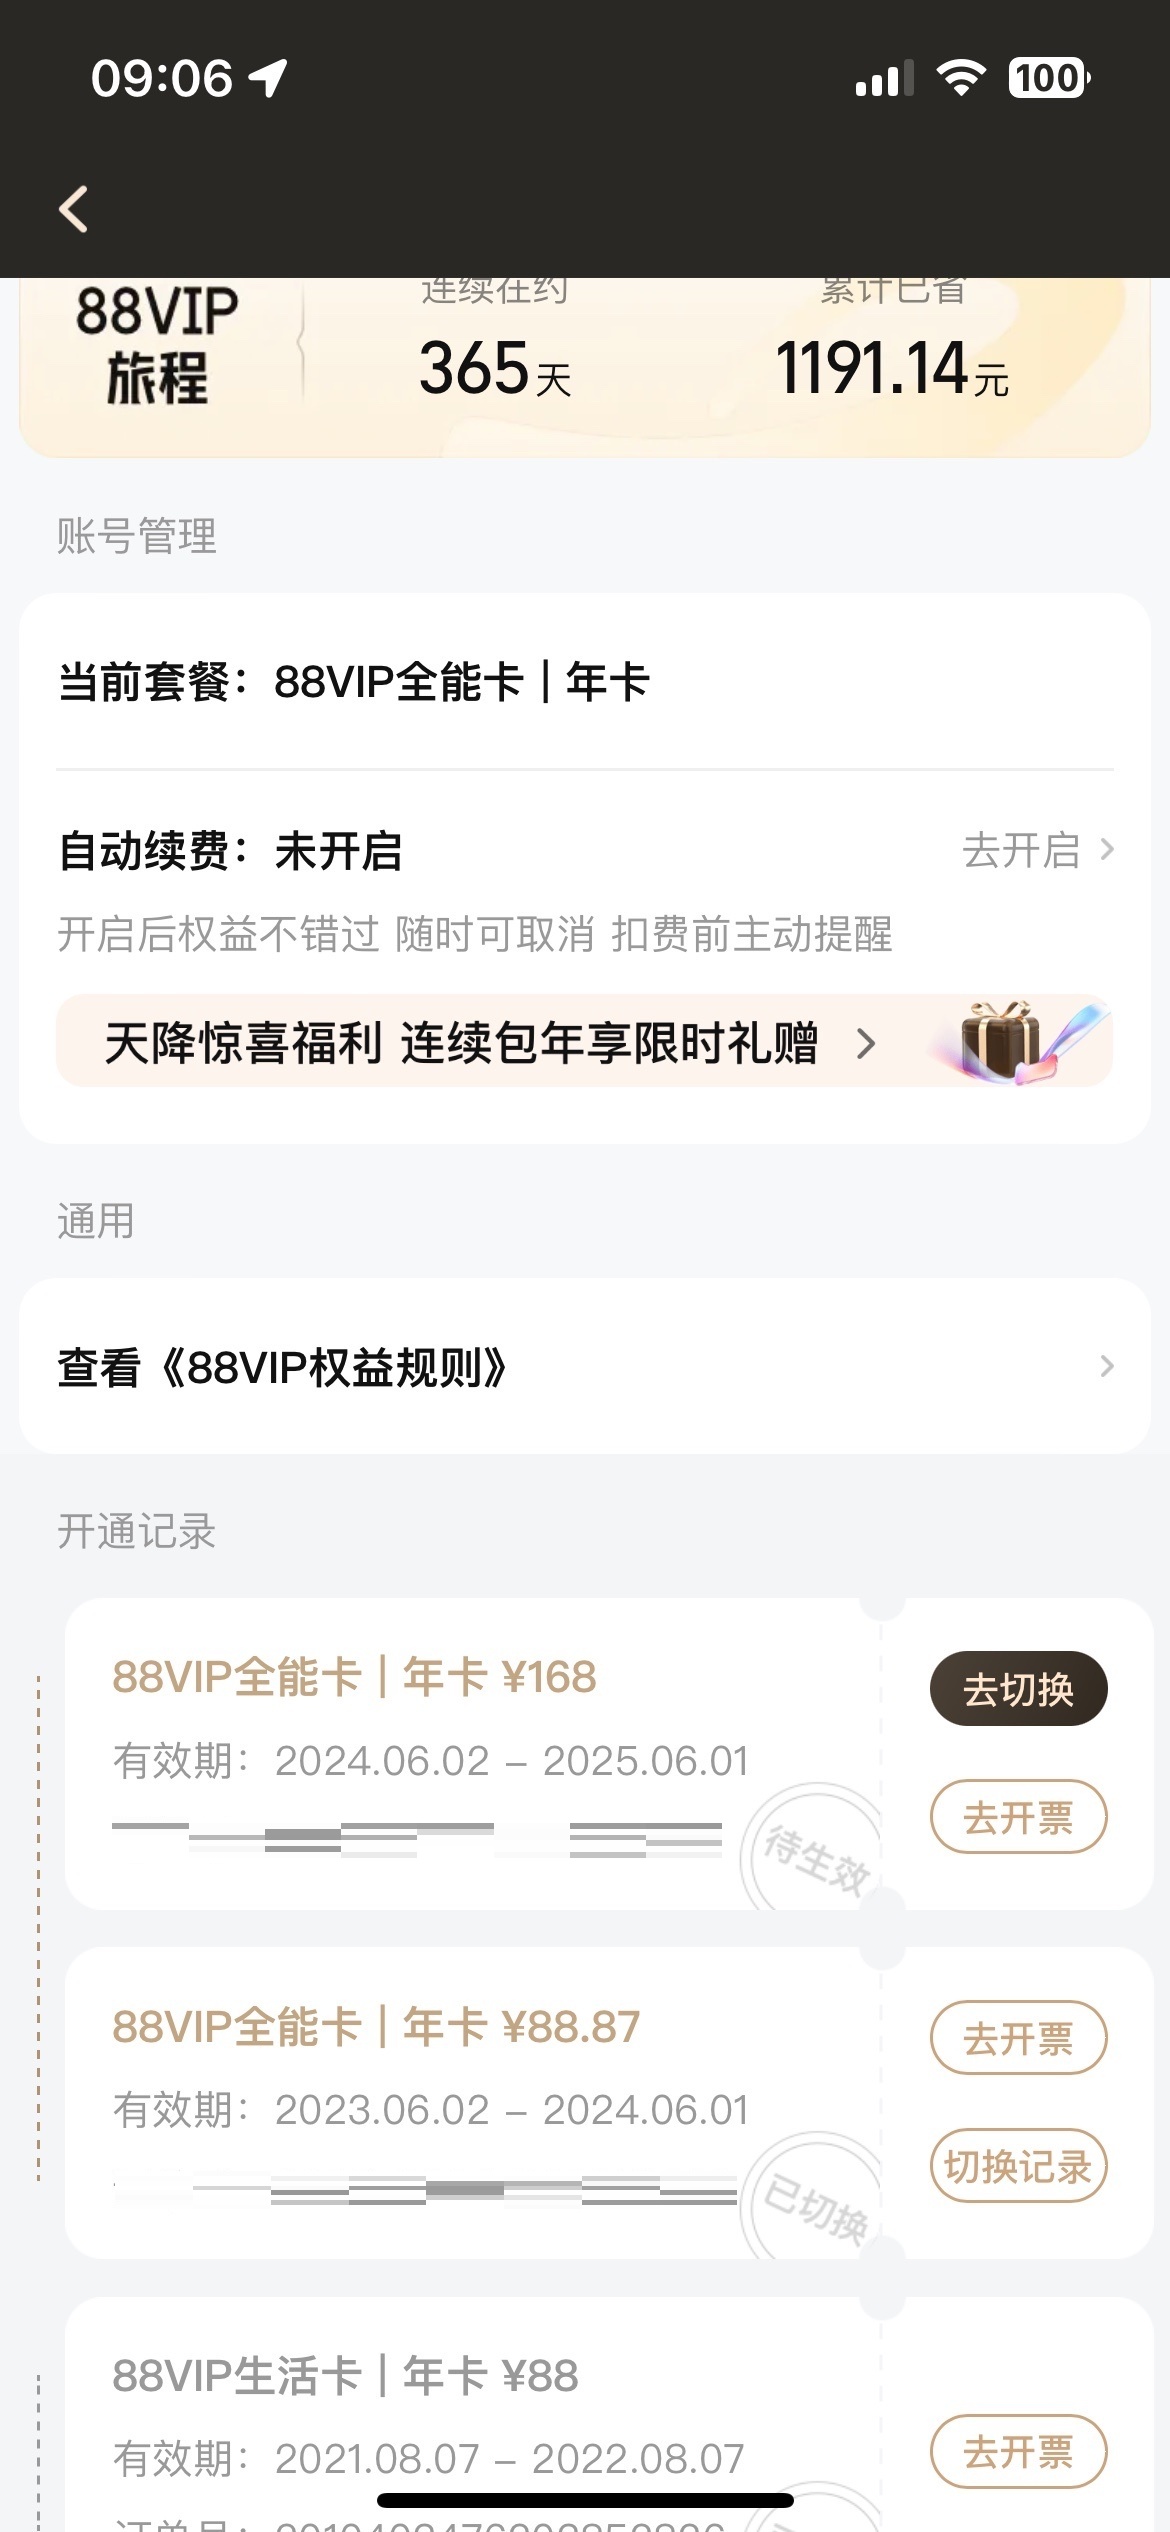 09:06
100
88VIP
旅程
连续在约
365天
累计已省
1191.14元
账号管理
当前套餐：88VIP全能卡 | 年卡
自动续费：未开启
去开启
开启后权益不错过 随时可取消 扣费前主动提醒
天降惊喜福利 连续包年享限时礼赠
通用
查看《88VIP权益规则》
开通记录
88VIP全能卡 | 年卡 ¥168
去切换
有效期：2024.06.02 – 2025.06.01
去开票
待生效
88VIP全能卡 | 年卡 ¥88.87
去开票
有效期：2023.06.02 – 2024.06.01
切换记录
已切换
88VIP生活卡 | 年卡 ¥88
去开票
有效期：2021.08.07 – 2022.08.07